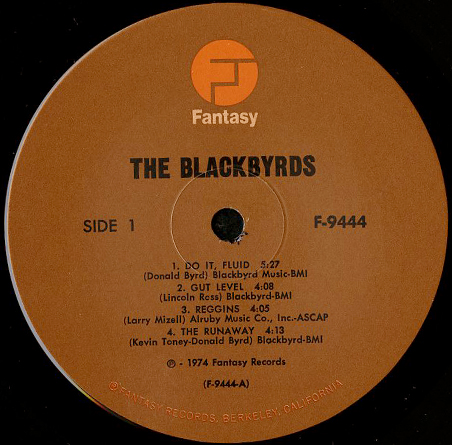 Fantasy
THE BLACKBYRDS
SIDE 1 F-9444
1. DO IT, FLUID 5:27
(Donald Byrd) Blackbyrd Music-BMI
2. GUT LEVEL 4:08
(Lincoln Ross) Blackbyrd-BMI
3. REGGINS 4:05
(Larry Mizell) Alruby Music Co., Inc.-ASCAP
4. THE RUNAWAY 4:13
(Kevin Toney-Donald Byrd) Blackbyrd-BMI
℗ - 1974 Fantasy Records
(F-9444-A)
®FANTASY RECORDS, BERKELEY, CALIFORNIA